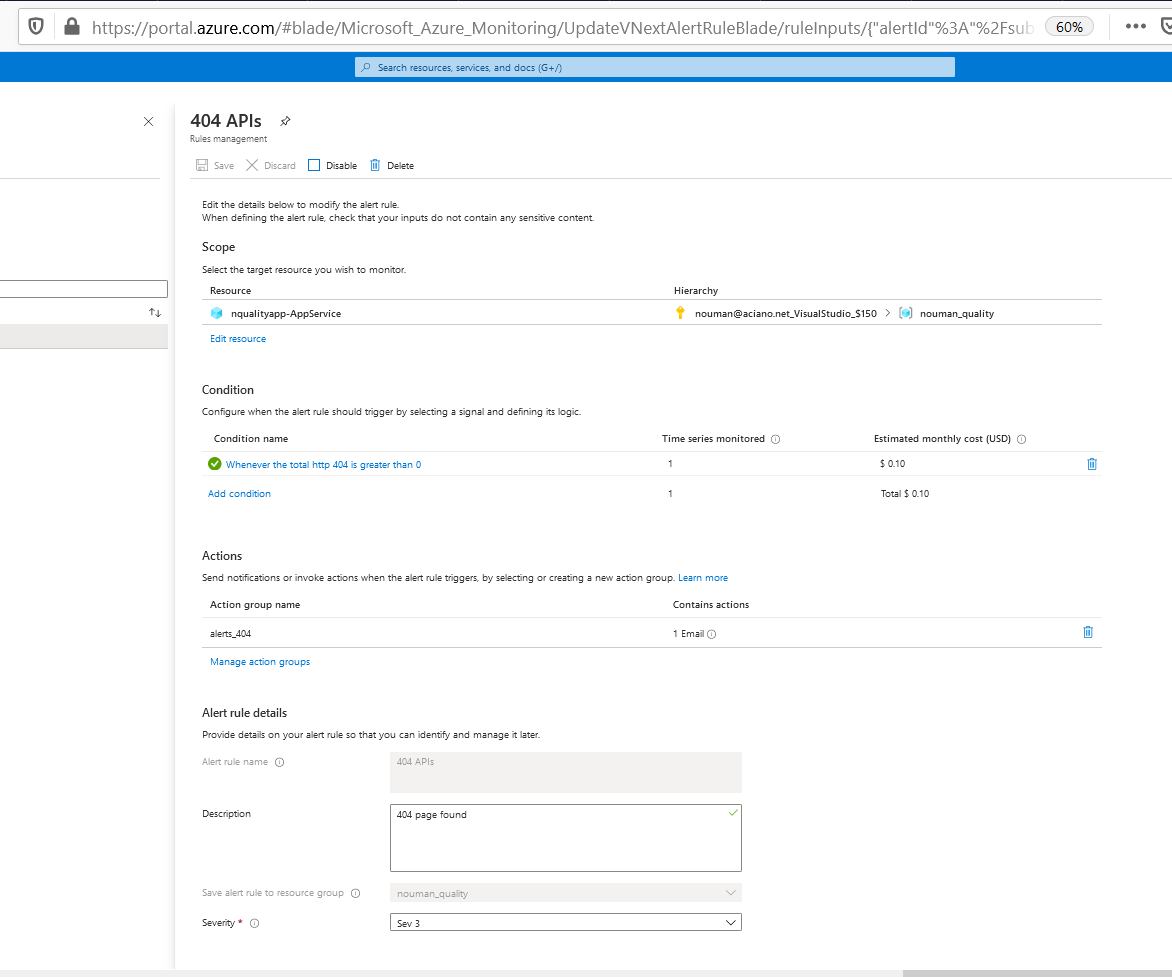 https://portal.azure.com/#blade/Microsoft_Azure_Monitoring/UpdateVNextAlertRuleBlade/ruleInputs/{"alertId"%3A"%2Fsub
60%
Search resources, services, and docs (G+/)
404 APIs
Rules management
Save Discard Disable Delete
Edit the details below to modify the alert rule.
When defining the alert rule, check that your inputs do not contain any sensitive content.
Scope
Select the target resource you wish to monitor.
Resource Hierarchy
nqualityapp-AppService nouman@aciano.net_VisualStudio_$150 > nouman_quality
Edit resource
Condition
Configure when the alert rule should trigger by selecting a signal and defining its logic.
Condition name Time series monitored Estimated monthly cost (USD)
Whenever the total http 404 is greater than 0 1 $ 0.10
Add condition 1 Total $ 0.10
Actions
Send notifications or invoke actions when the alert rule triggers, by selecting or creating a new action group. Learn more
Action group name Contains actions
alerts_404 1 Email
Manage action groups
Alert rule details
Provide details on your alert rule so that you can identify and manage it later.
Alert rule name 404 APIs
Description 404 page found
Save alert rule to resource group nouman_quality
Severity * Sev 3